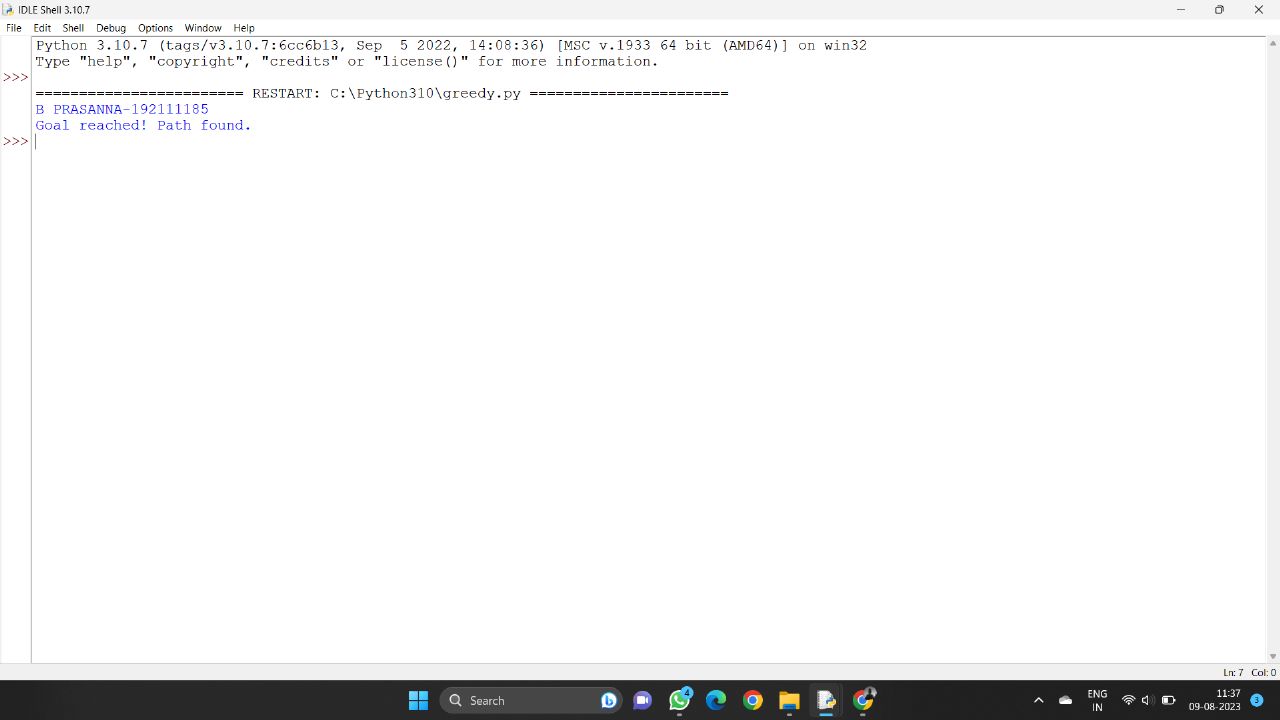 IDLE Shell 3.10.7
File Edit Shell Debug Options Window Help
Python 3.10.7 (tags/v3.10.7:6cc6b13, Sep  5 2022, 14:08:36) [MSC v.1933 64 bit (AMD64)] on win32
Type "help", "copyright", "credits" or "license()" for more information.
>>>
======================== RESTART: C:\Python310\greedy.py =======================
B PRASANNA-192111185
Goal reached! Path found.
>>>
Ln: 7 Col: 0
Search
4
ENG
IN
11:37
09-08-2023
3